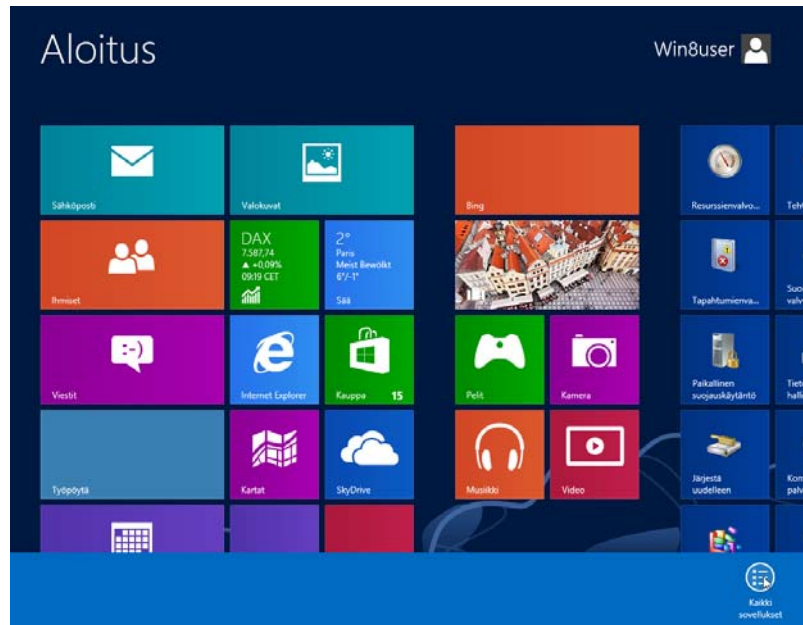 Aloitus
Win8user
Sähköposti
Valokuvat
Bing
Resurssienvalvo...
Ihmiset
DAX
7.587,74
▲ +0,09%
09:19 CET
2°
Paris
Meist Bewölkt
6°/-1°
Sää
Tapahtumienva...
Viestit
Internet Explorer
Kauppa 15
Pelit
Kamera
Paikallinen
suojauskäytäntö
Työpöytä
Kartat
SkyDrive
Musiikki
Video
Järjestä
uudelleen
Kaikki
sovellukset